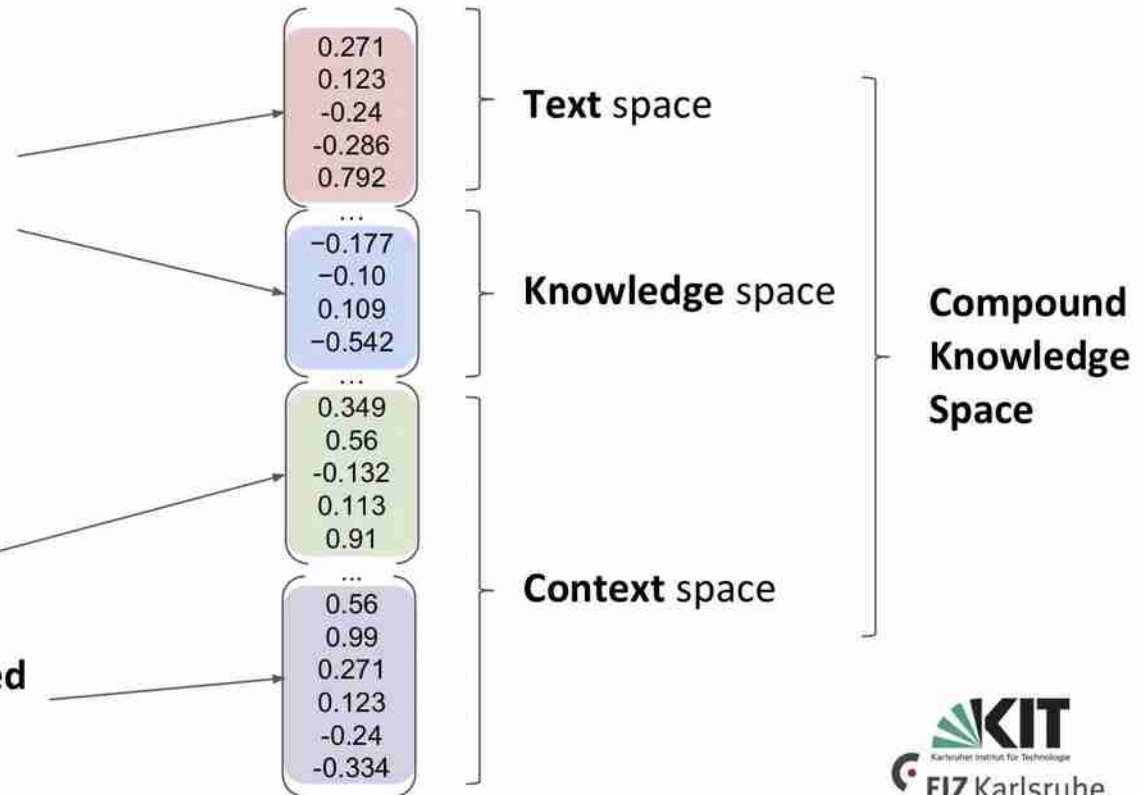 0.271
0.123
-0.24
-0.286
0.792
...
Text space
−0.177
−0.10
0.109
−0.542
...
Knowledge space
0.349
0.56
-0.132
0.113
0.91
...
Context space
0.56
0.99
0.271
0.123
-0.24
-0.334
Compound
Knowledge
Space
ed
KIT
Karlsruher Institut für Technologie
FIZ Karlsruhe